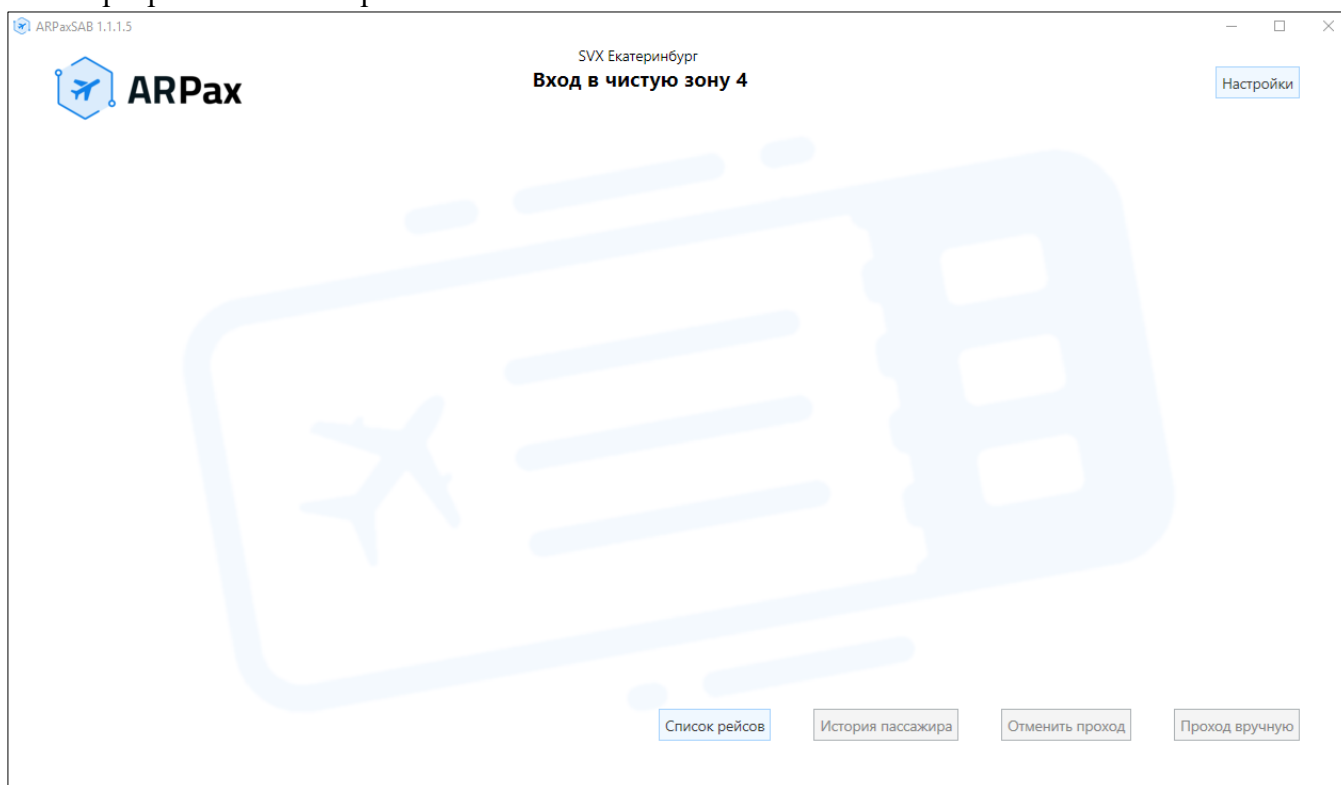 ARPaxSAB 1.1.1.5
SVX Екатеринбург
ARPax
Вход в чистую зону 4
Настройки
Список рейсов
История пассажира
Отменить проход
Проход вручную